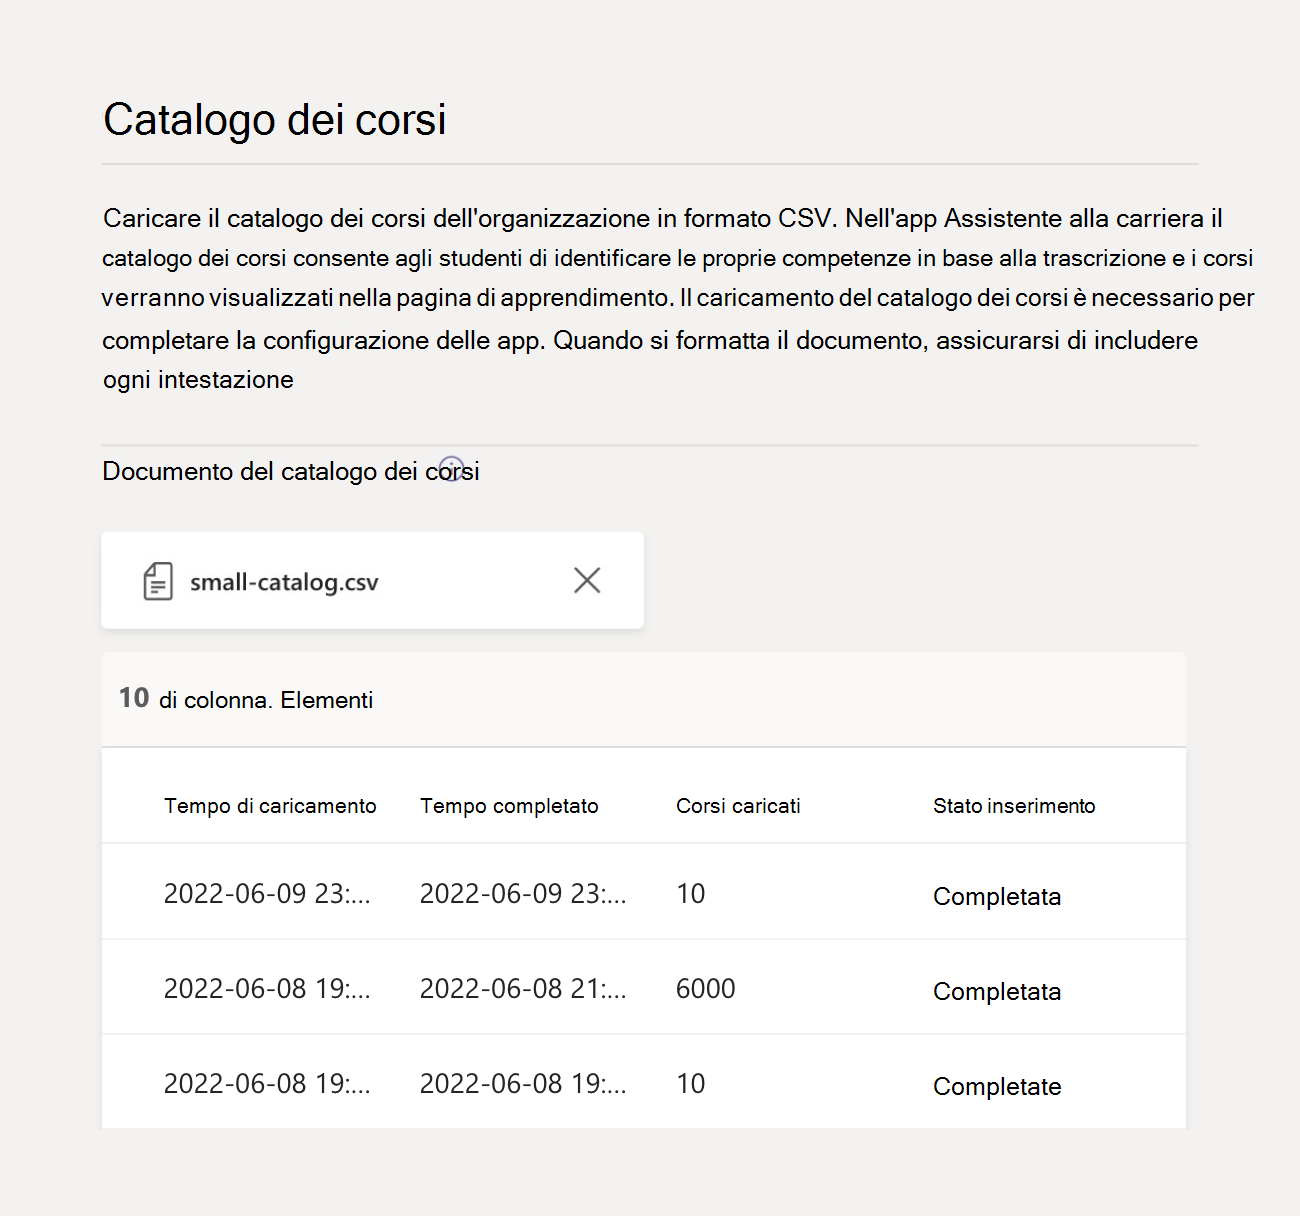 Catalogo dei corsi
Caricare il catalogo dei corsi dell'organizzazione in formato CSV. Nell'app Assistente alla carriera il
catalogo dei corsi consente agli studenti di identificare le proprie competenze in base alla trascrizione e i corsi
verranno visualizzati nella pagina di apprendimento. Il caricamento del catalogo dei corsi è necessario per
completare la configurazione delle app. Quando si formatta il documento, assicurarsi di includere
ogni intestazione
Documento del catalogo dei corsi
small-catalog.csv
10 di colonna. Elementi
Tempo di caricamento Tempo completato Corsi caricati Stato inserimento
2022-06-09 23:... 2022-06-09 23:... 10 Completata
2022-06-08 19:... 2022-06-08 21:... 6000 Completata
2022-06-08 19:... 2022-06-08 19:... 10 Completate